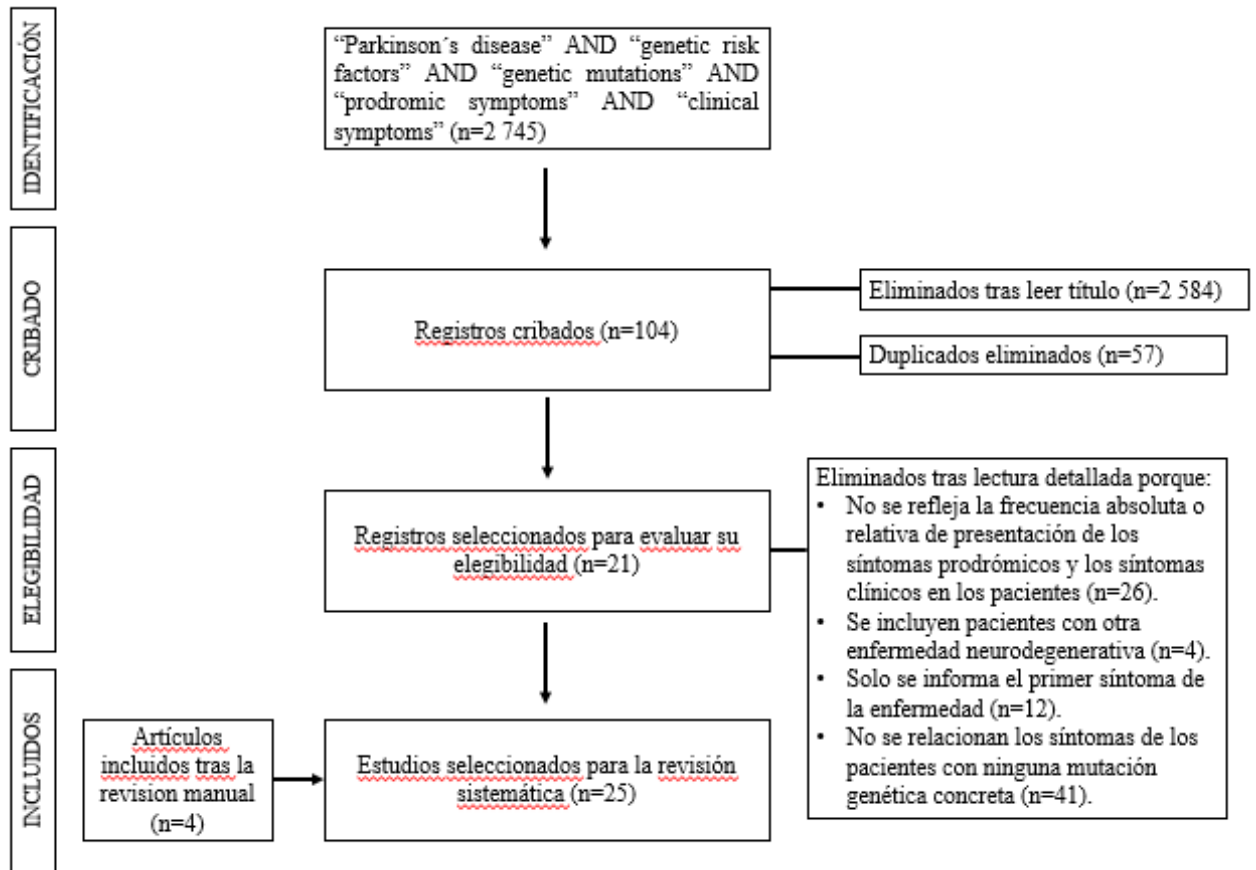 IDENTIFICACIÓN
“Parkinson´s disease” AND “genetic risk
factors” AND “genetic mutations” AND
“prodromic symptoms” AND “clinical
symptoms” (n=2 745)
CRIBADO
Registros cribados (n=104)
Eliminados tras leer título (n=2 584)
Duplicados eliminados (n=57)
ELEGIBILIDAD
Registros seleccionados para evaluar su
elegibilidad (n=21)
Eliminados tras lectura detallada porque:
• No se refleja la frecuencia absoluta o
relativa de presentación de los
síntomas prodrómicos y los síntomas
clínicos en los pacientes (n=26).
• Se incluyen pacientes con otra
enfermedad neurodegenerativa (n=4).
• Solo se informa el primer síntoma de
la enfermedad (n=12).
• No se relacionan los síntomas de los
pacientes con ninguna mutación
genética concreta (n=41).
INCLUIDOS
Artículos
incluidos tras la
revision manual
(n=4)
Estudios seleccionados para la revisión
sistemática (n=25)